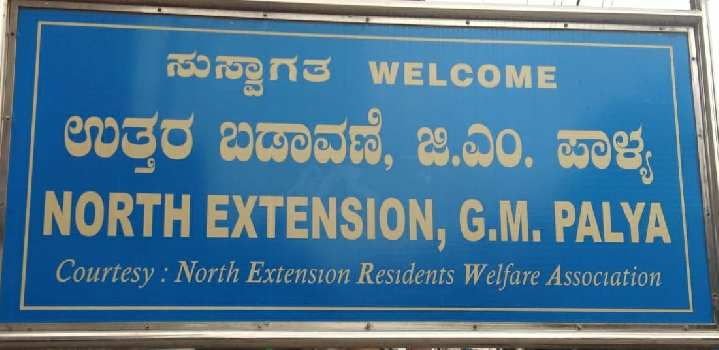 ಸುಸ್ವಾಗತ WELCOME
ಉತ್ತರ ಬಡಾವಣೆ, ಜಿ.ಎಂ. ಪಾಳ್ಯ
NORTH EXTENSION, G.M. PALYA
Courtesy : North Extension Residents Welfare Association